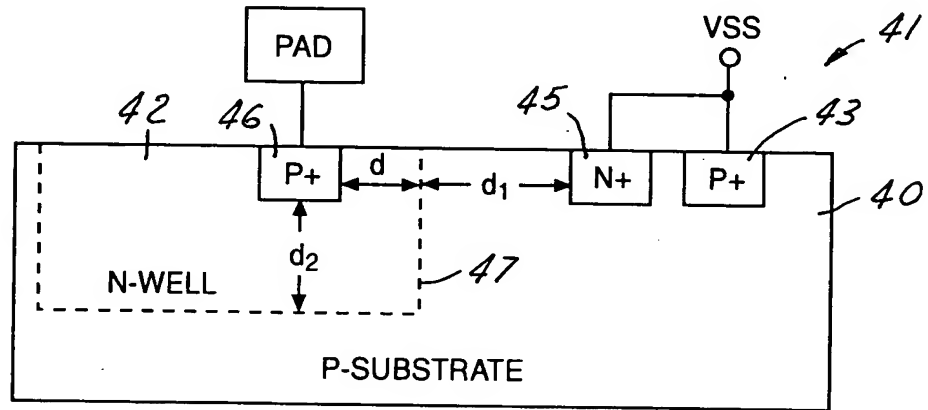 PAD
VSS
41
42
46
45
43
P+
d
d1
N+
P+
40
d2
N-WELL
47
P-SUBSTRATE